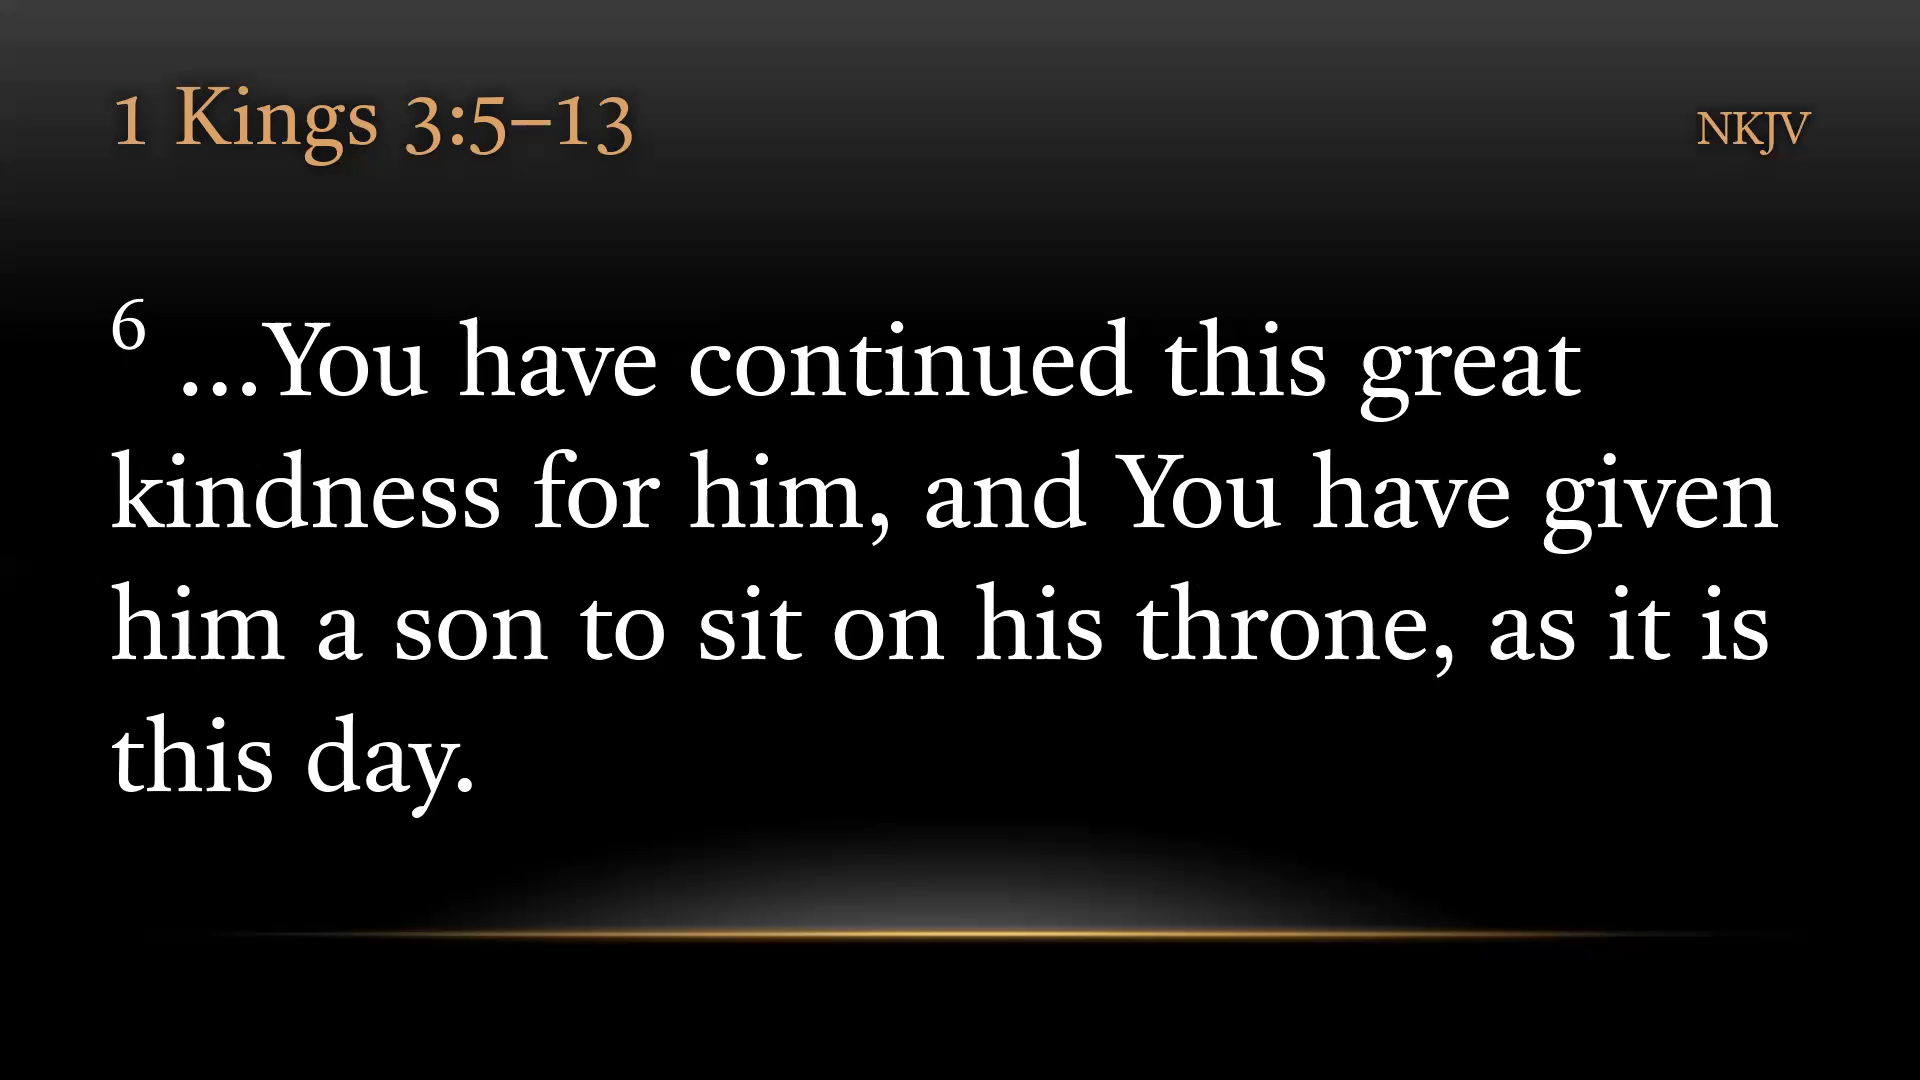 1 Kings 3:5–13
NKJV
6 ...You have continued this great
kindness for him, and You have given
him a son to sit on his throne, as it is
this day.